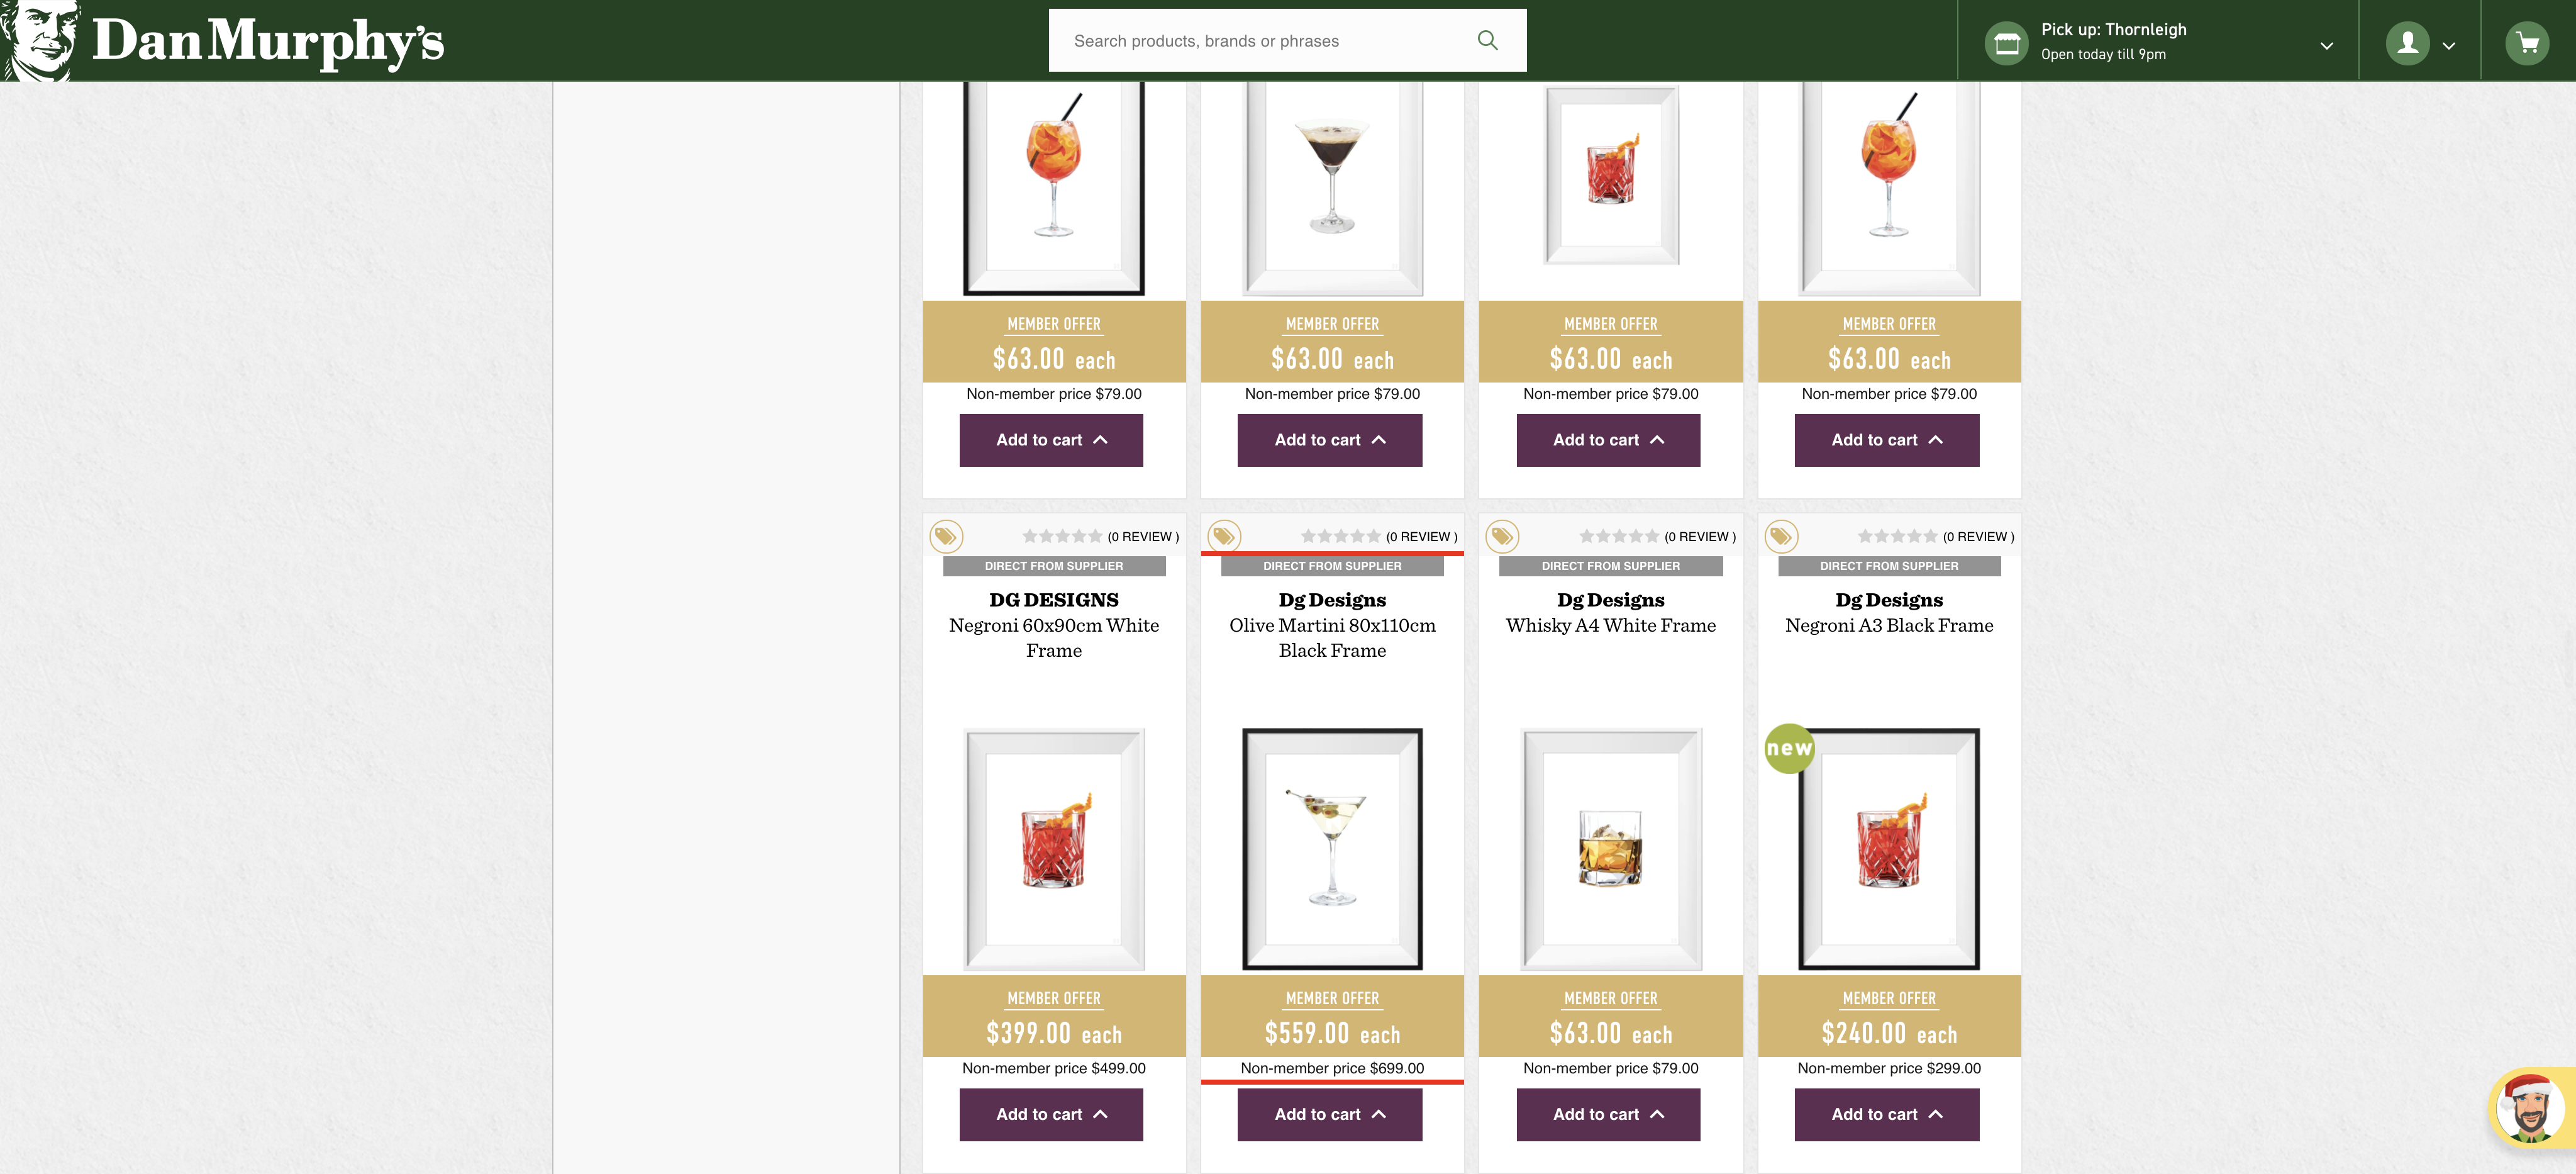 Dan Murphy's
Search products, brands or phrases
Pick up: Thornleigh
Open today till 9pm
MEMBER OFFER
$63.00 each
Non-member price $79.00
Add to cart
MEMBER OFFER
$63.00 each
Non-member price $79.00
Add to cart
MEMBER OFFER
$63.00 each
Non-member price $79.00
Add to cart
MEMBER OFFER
$63.00 each
Non-member price $79.00
Add to cart
(0 REVIEW )
DIRECT FROM SUPPLIER
DG DESIGNS
Negroni 60x90cm White
Frame
MEMBER OFFER
$399.00 each
Non-member price $499.00
Add to cart
(0 REVIEW )
DIRECT FROM SUPPLIER
Dg Designs
Olive Martini 80x110cm
Black Frame
MEMBER OFFER
$559.00 each
Non-member price $699.00
Add to cart
(0 REVIEW )
DIRECT FROM SUPPLIER
Dg Designs
Whisky A4 White Frame
MEMBER OFFER
$63.00 each
Non-member price $79.00
Add to cart
(0 REVIEW )
DIRECT FROM SUPPLIER
Dg Designs
Negroni A3 Black Frame
new
MEMBER OFFER
$240.00 each
Non-member price $299.00
Add to cart